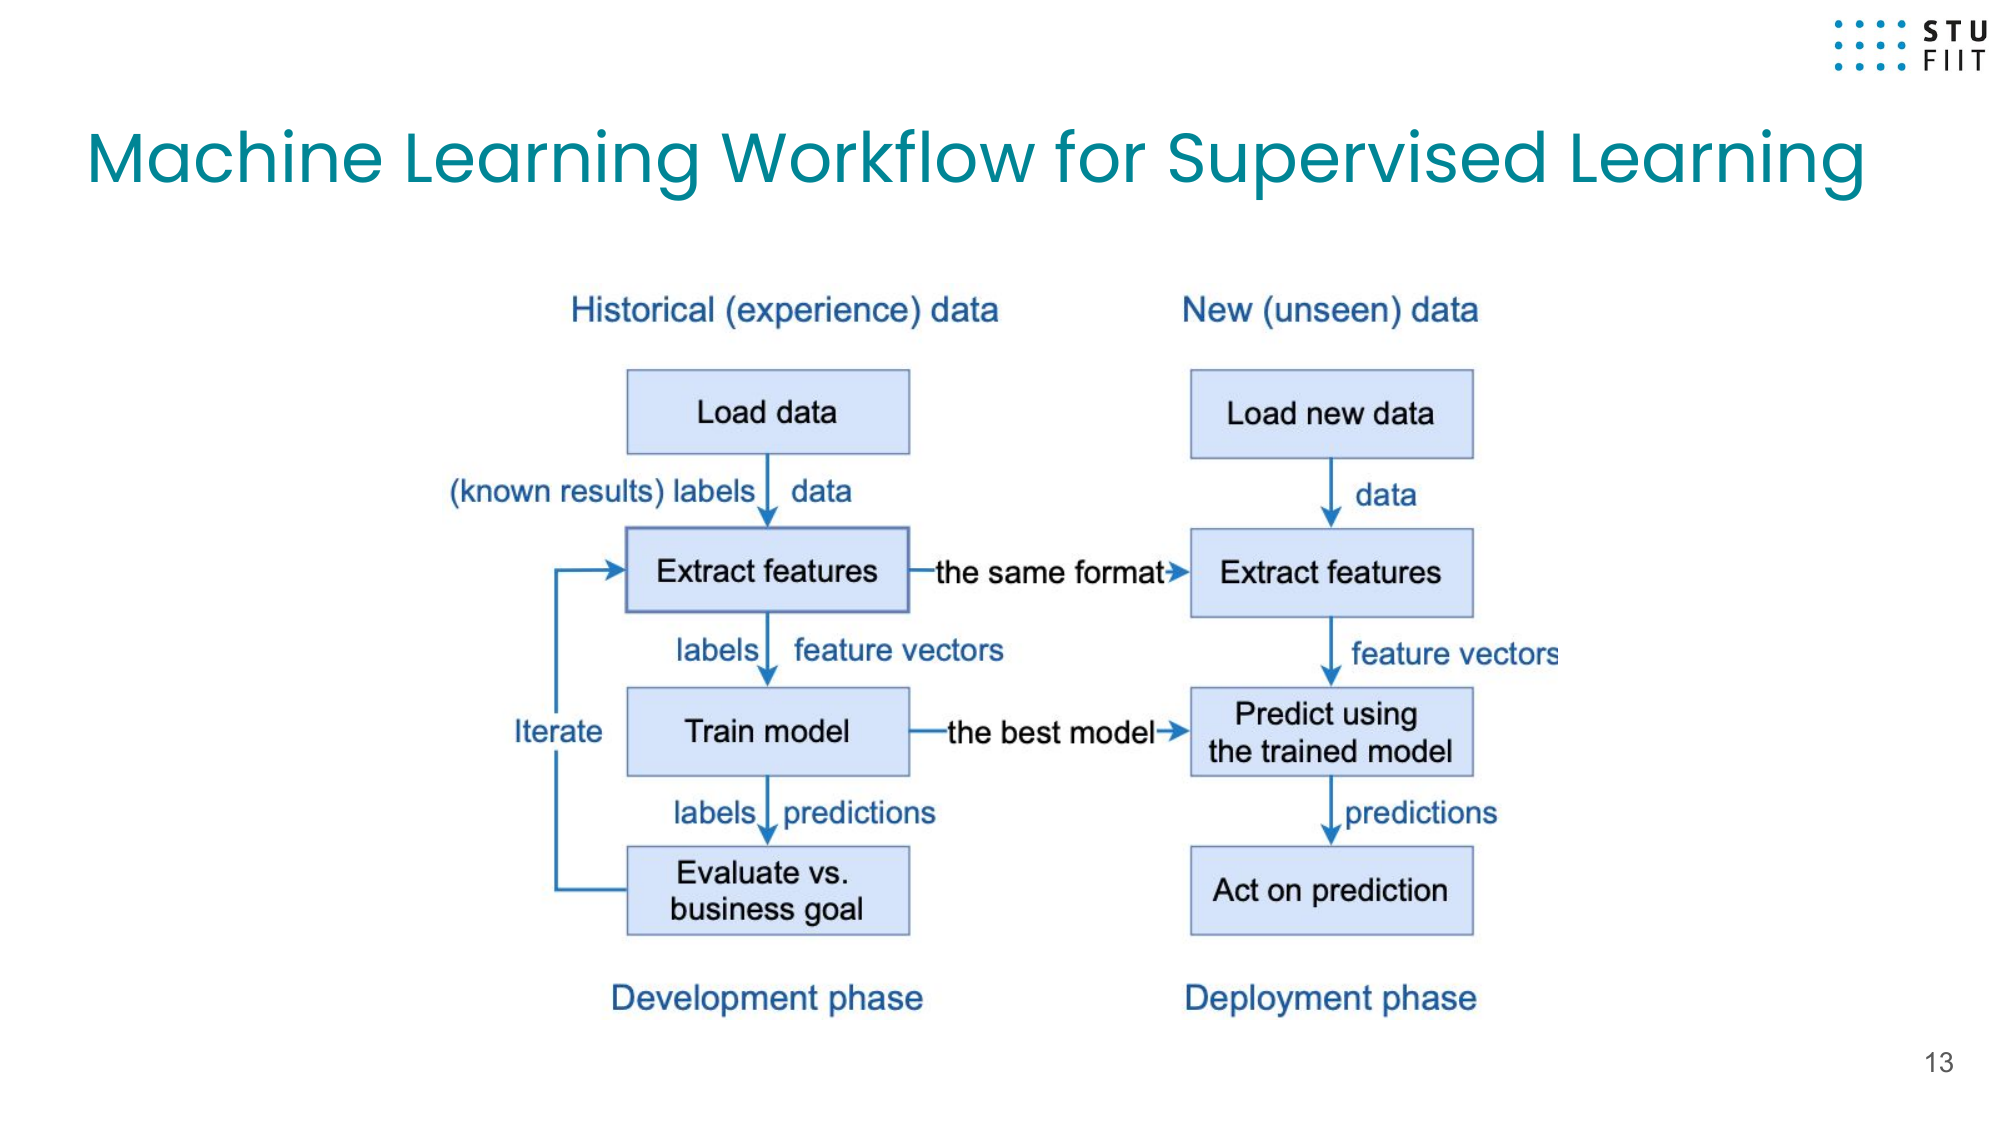 STU
FIIT
Machine Learning Workflow for Supervised Learning
Historical (experience) data
New (unseen) data
Load data
Load new data
(known results) labels
data
data
Extract features
the same format
Extract features
labels
feature vectors
feature vectors
Iterate
Train model
the best model
Predict using
the trained model
labels
predictions
predictions
Evaluate vs.
business goal
Act on prediction
Development phase
Deployment phase
13